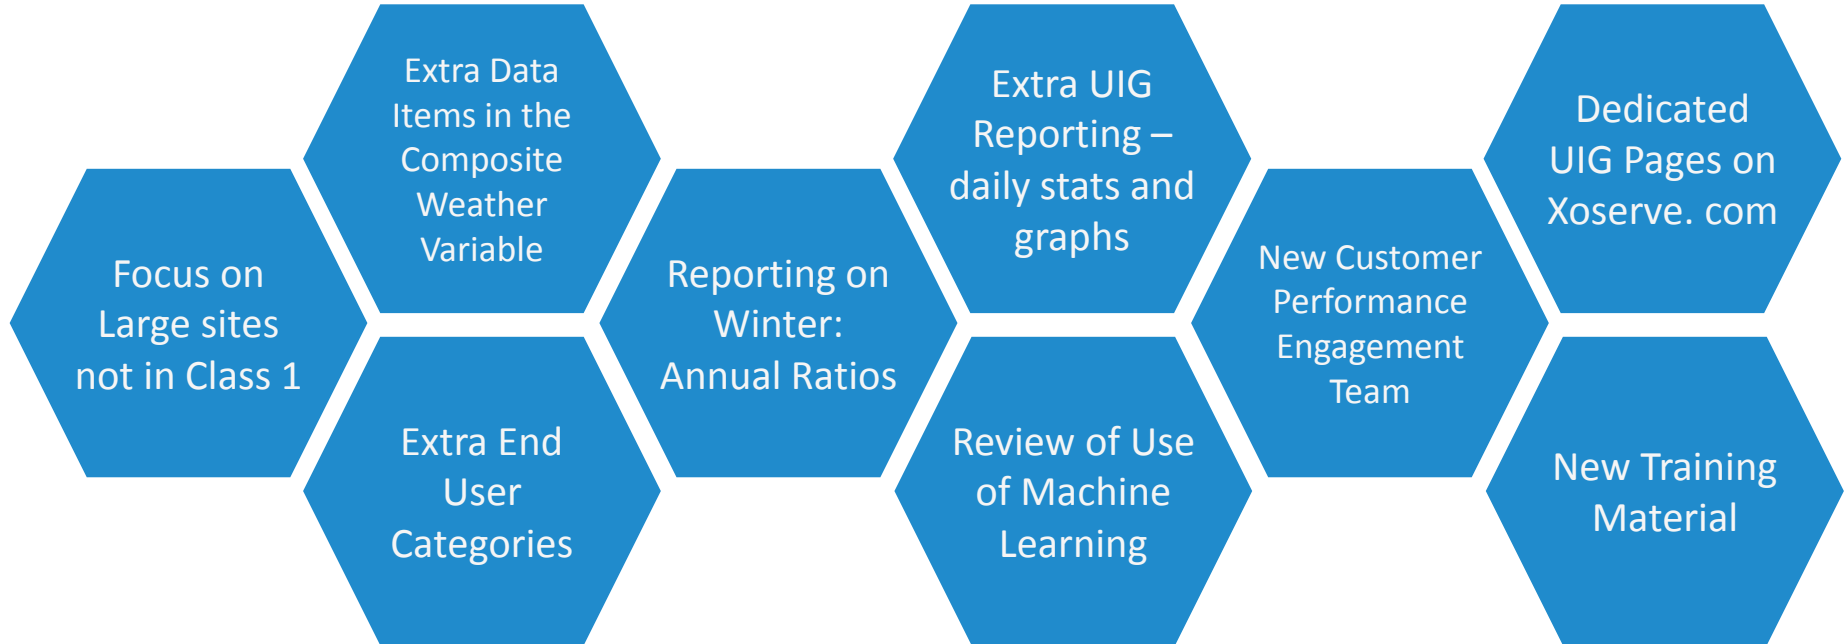 Focus on
Large sites
not in Class 1
Extra Data
Items in the
Composite
Weather
Variable
Extra End
User
Categories
Reporting on
Winter:
Annual Ratios
Extra UIG
Reporting –
daily stats and
graphs
Review of Use
of Machine
Learning
New Customer
Performance
Engagement
Team
Dedicated
UIG Pages on
Xoserve. com
New Training
Material